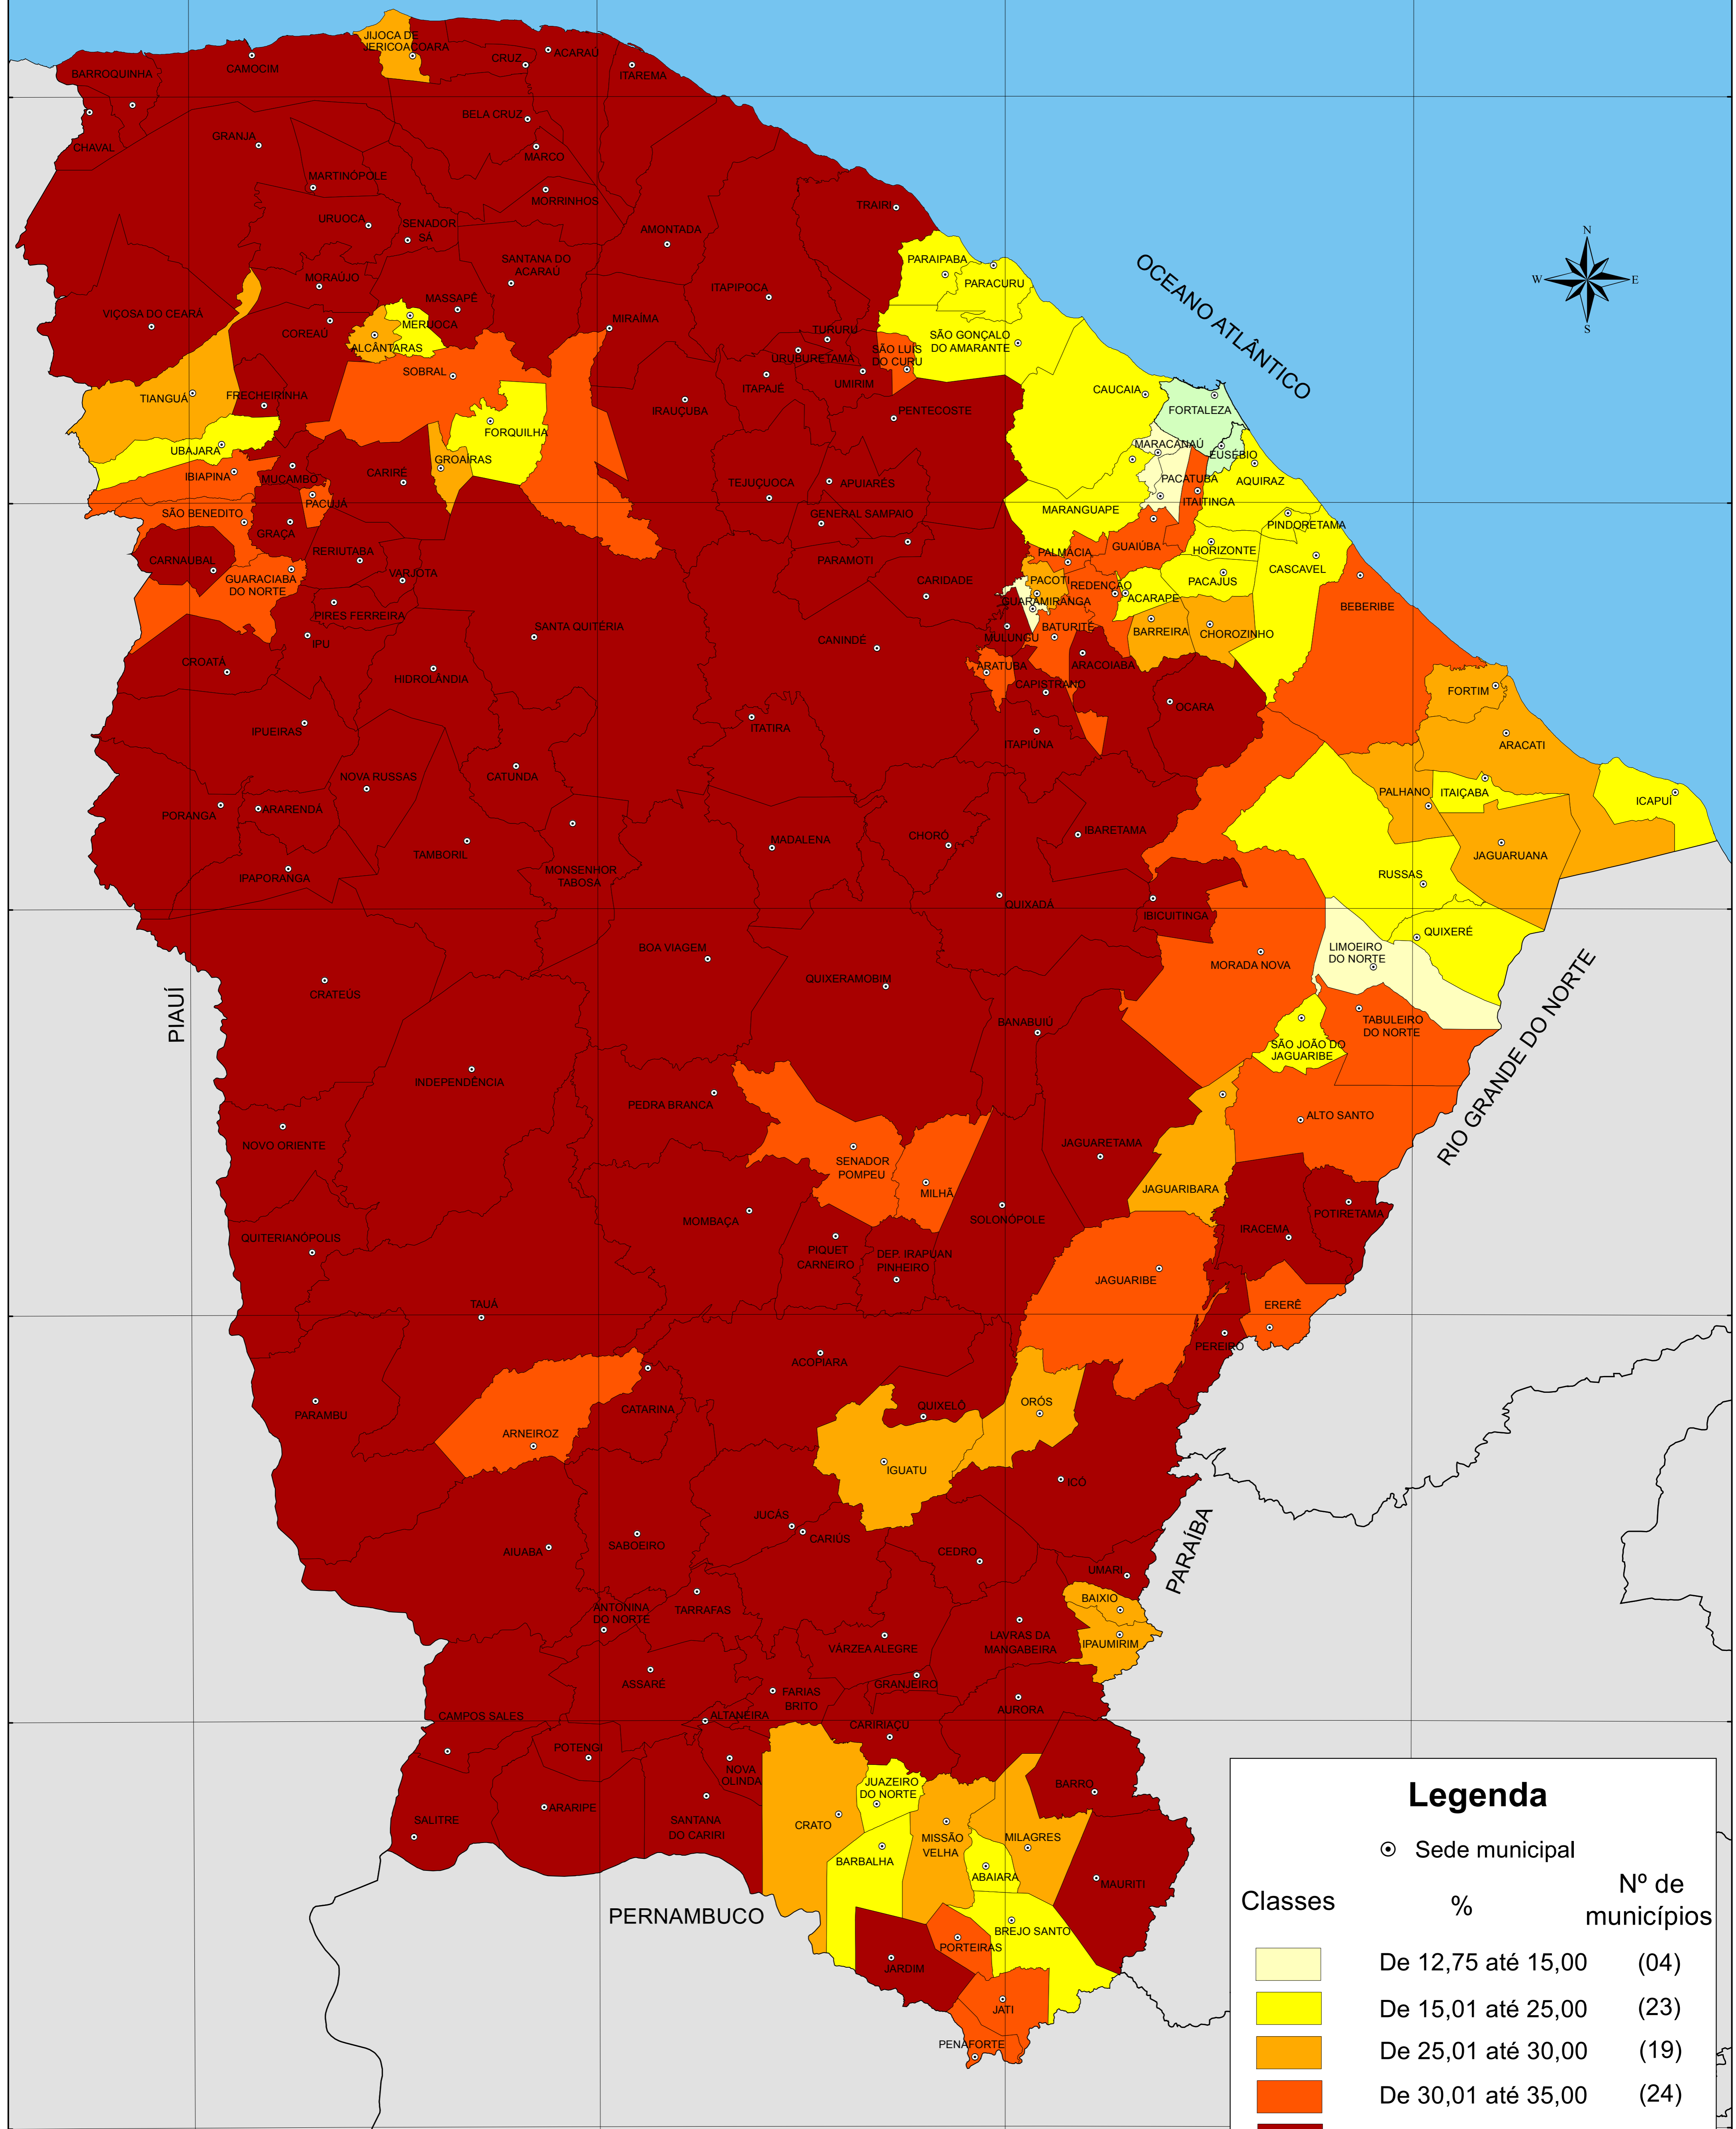 JIJOCA DE
JERICOACOARA
CRUZ
ACARAÚ
ITAREMA
BARROQUINHA
CAMOCIM
CHAVAL
BELA CRUZ
GRANJA
MARCO
MARTINÓPOLE
MORRINHOS
URUOCA
SENADOR
SÁ
AMONTADA
TRAIRI
SANTANA DO
ACARAÚ
MORAÚJO
MASSAPÊ
ITAPIPOCA
PARAIPABA
PARACURU
OCEANO ATLÂNTICO
N
W
E
S
VIÇOSA DO CEARÁ
COREAÚ
MERUOCA
ALCÂNTARAS
MIRAÍMA
TURURU
URUBURETAMA
SÃO LUÍS
DO CURU
SÃO GONÇALO
DO AMARANTE
SOBRAL
ITAPAJÉ
UMIRIM
TIANGUÁ
FRECHEIRINHA
IRAUÇUBA
PENTECOSTE
CAUCAIA
FORTALEZA
UBAJARA
FORQUILHA
MARACANAÚ
EUSÉBIO
IBIAPINA
MUCAMBO
CARIRÉ
GROAÍRAS
TEJUÇUOCA
APUIARÉS
PACATUBA
AQUIRAZ
ITAITINGA
SÃO BENEDITO
PACUJÁ
GENERAL SAMPAIO
MARANGUAPE
PINDORETAMA
GRAÇA
CARNAUBAL
RERIUTABA
PARAMOTI
PALMÁCIA
GUAIÚBA
HORIZONTE
GUARACIABA
DO NORTE
VARJOTA
CARIDADE
PACOTI
REDENÇÃO
PACAJUS
CASCAVEL
GUARAMIRANGA
ACARAPE
BEBERIBE
PIRES FERREIRA
IPU
SANTA QUITÉRIA
CANINDÉ
MULUNGU
BATURITÉ
BARREIRA
CHOROZINHO
CROATÁ
HIDROLÂNDIA
ARATUBA
ARACOIABA
CAPISTRANO
FORTIM
OCARA
IPUEIRAS
ITATIRA
ITAPIÚNA
ARACATI
NOVA RUSSAS
CATUNDA
PALHANO
ITAIÇABA
ICAPUÍ
PORANGA
ARARENDÁ
MADALENA
CHORÓ
IBARETAMA
TAMBORIL
JAGUARUANA
IPAPORANGA
MONSENHOR
TABOSA
RUSSAS
QUIXADÁ
IBICUITINGA
BOA VIAGEM
QUIXERÉ
LIMOEIRO
DO NORTE
QUIXERAMOBIM
MORADA NOVA
CRATEÚS
PIAUÍ
BANABUIÚ
TABULEIRO
DO NORTE
SÃO JOÃO DO
JAGUARIBE
RIO GRANDE DO NORTE
INDEPENDÊNCIA
PEDRA BRANCA
ALTO SANTO
NOVO ORIENTE
SENADOR
POMPEU
JAGUARETAMA
MILHÃ
JAGUARIBARA
MOMBAÇA
SOLONÓPOLE
POTIRETAMA
IRACEMA
QUITERIANÓPOLIS
PIQUET
CARNEIRO
DEP. IRAPUAN
PINHEIRO
JAGUARIBE
TAUÁ
ERERÊ
PEREIRO
ACOPIARA
PARAMBU
CATARINA
QUIXELÔ
ORÓS
ARNEIROZ
IGUATU
ICÓ
JUCÁS
CARIÚS
AIUABA
SABOEIRO
CEDRO
PARAÍBA
UMARI
ANTONINA
DO NORTE
TARRAFAS
BAIXIO
VÁRZEA ALEGRE
LAVRAS DA
MANGABEIRA
IPAUMIRIM
ASSARÉ
GRANJEIRO
FARIAS
BRITO
AURORA
CAMPOS SALES
ALTANEIRA
CARIRIAÇU
POTENGI
NOVA
OLINDA
JUAZEIRO
DO NORTE
BARRO
SALITRE
ARARIPE
SANTANA
DO CARIRI
CRATO
MISSÃO
VELHA
MILAGRES
BARBALHA
ABAIARA
MAURITI
PERNAMBUCO
BREJO SANTO
PORTEIRAS
JARDIM
JATI
PENAFORTE
Legenda
Sede municipal
Classes
%
Nº de
municípios
De 12,75 até 15,00
(04)
De 15,01 até 25,00
(23)
De 25,01 até 30,00
(19)
De 30,01 até 35,00
(24)